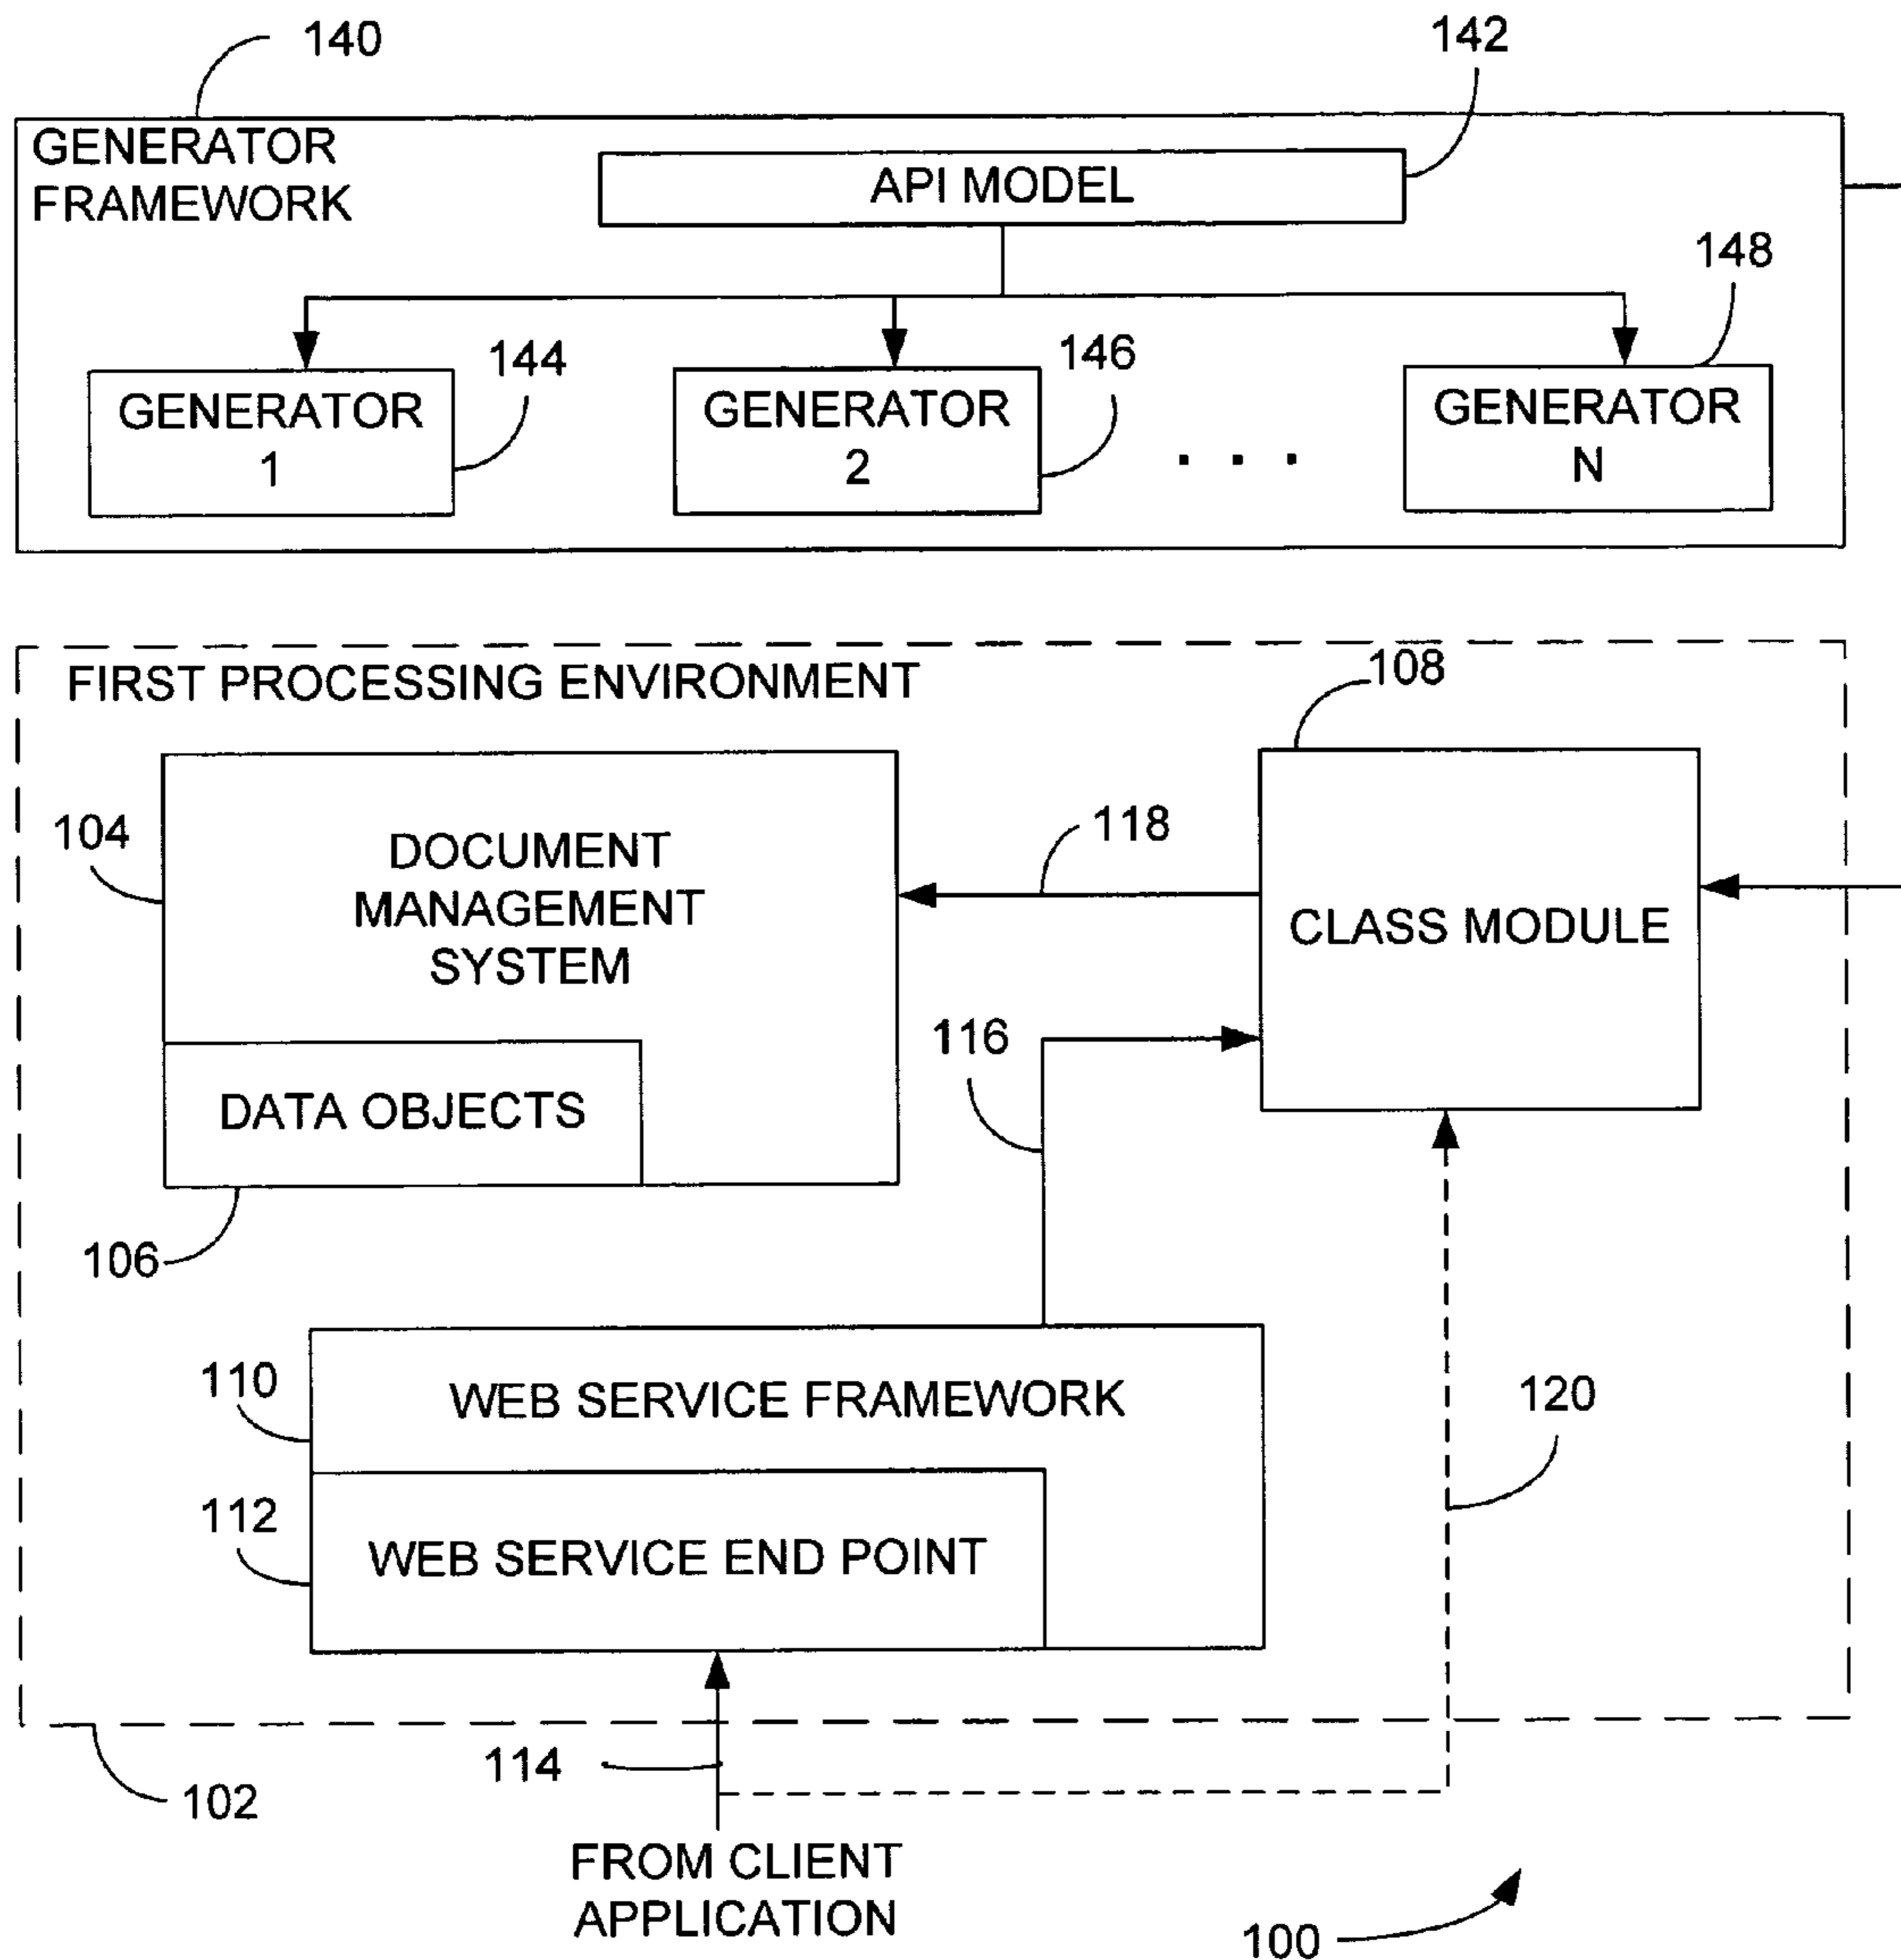 140
142
GENERATOR
FRAMEWORK
API MODEL
148
144
146
GENERATOR
1
GENERATOR
2
. . .
GENERATOR
N
FIRST PROCESSING ENVIRONMENT
108
104
DOCUMENT
MANAGEMENT
SYSTEM
118
CLASS MODULE
116
DATA OBJECTS
106
110
WEB SERVICE FRAMEWORK
120
112
WEB SERVICE END POINT
114
102
FROM CLIENT
APPLICATION
100